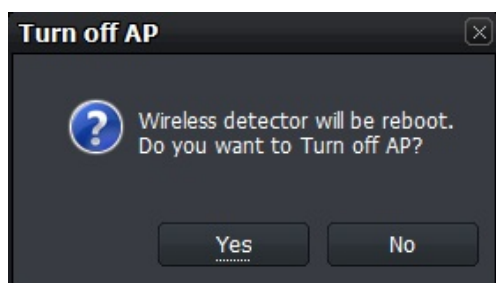 Turn off AP
Wireless detector will be reboot.
Do you want to Turn off AP?
Yes
No